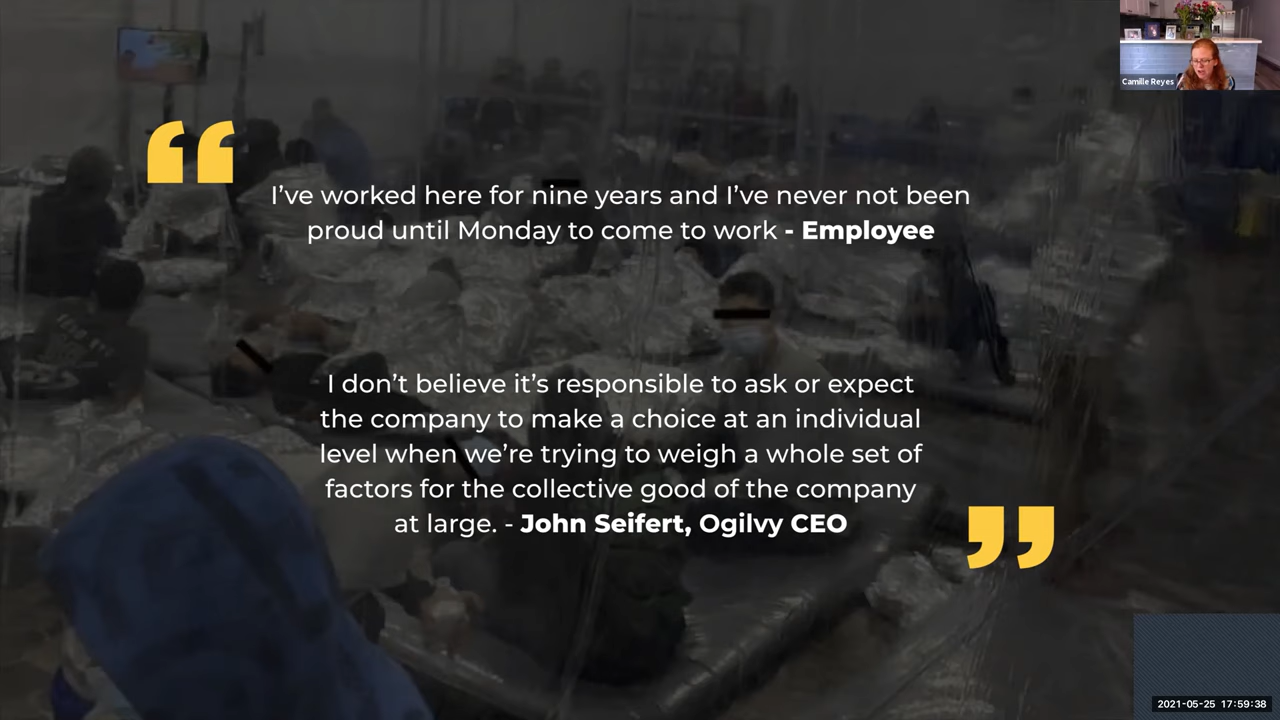 Camille Reyes
“
I’ve worked here for nine years and I’ve never not been
proud until Monday to come to work - Employee
I don’t believe it’s responsible to ask or expect
the company to make a choice at an individual
level when we’re trying to weigh a whole set of
factors for the collective good of the company
at large. - John Seifert, Ogilvy CEO
”
2021-05-25 17:59:38